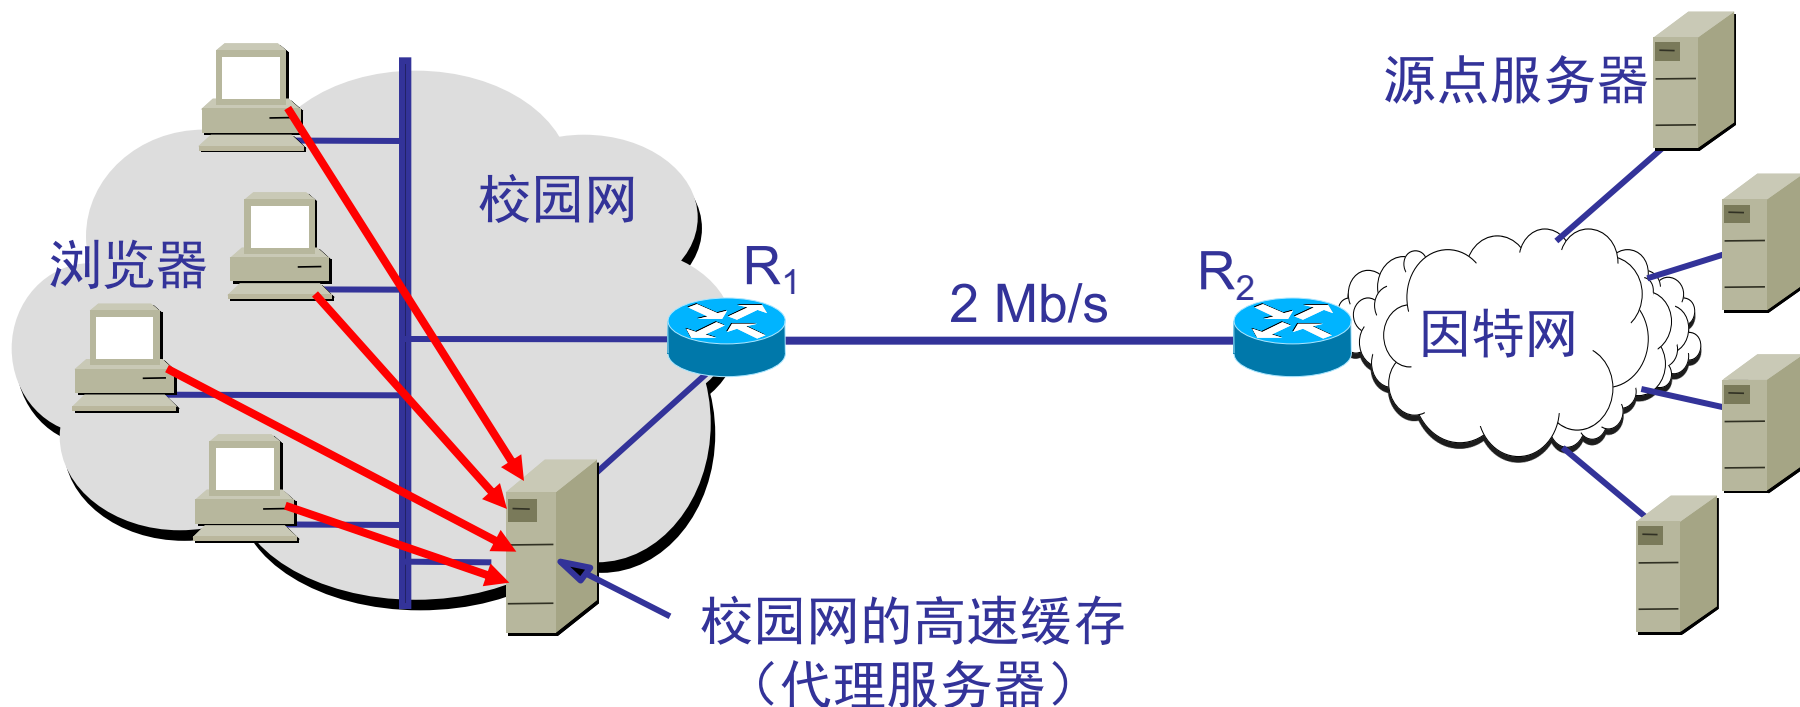 源点服务器
校园网
浏览器
R1
2 Mb/s
R2
因特网
校园网的高速缓存
（代理服务器）